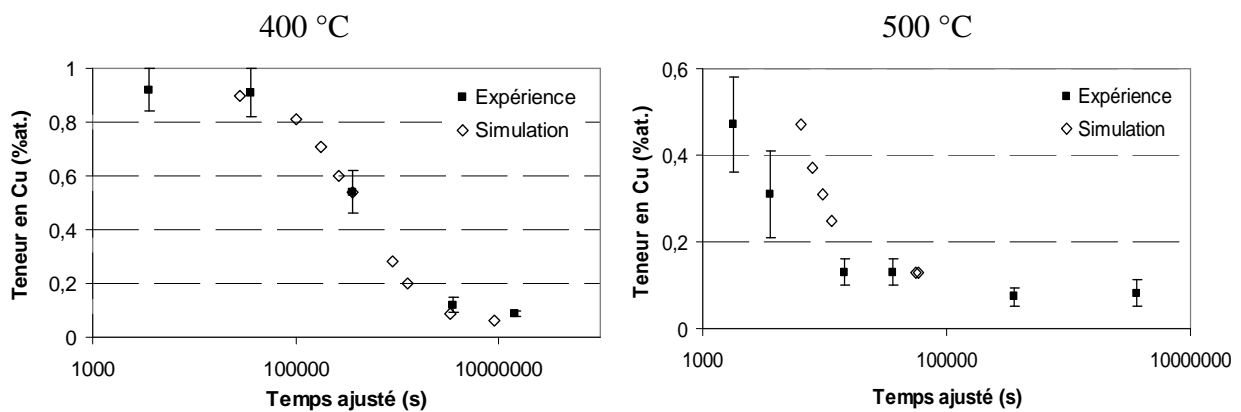 400 °C
Teneur en Cu (%at.)
1
0,8
0,6
0,4
0,2
0
Expérience
Simulation
1000
100000
10000000
Temps ajusté (s)
500 °C
Teneur en Cu (%at.)
0,6
0,4
0,2
0
Expérience
Simulation
1000
100000
10000000
Temps ajusté (s)